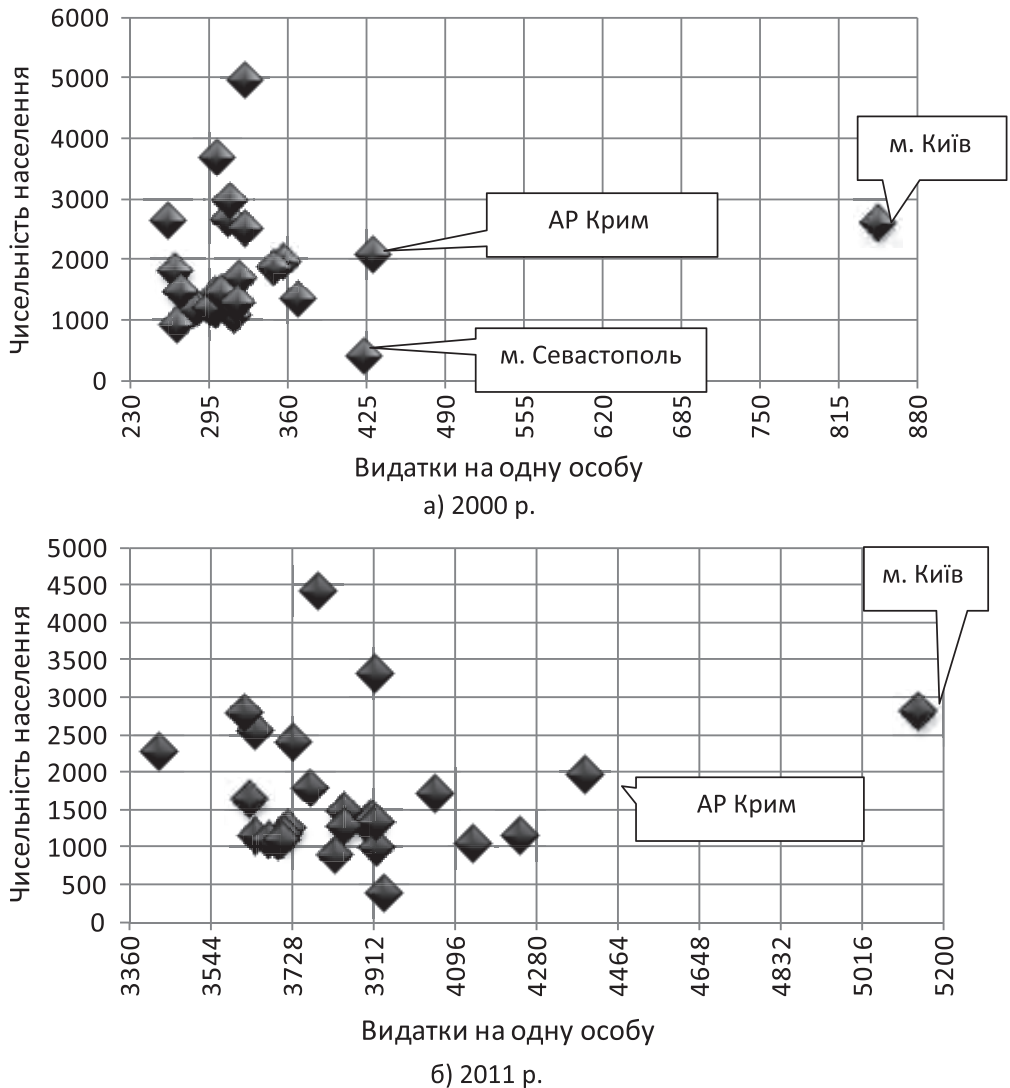 6000
5000
4000
3000
2000
1000
0
Чисельність населення
м. Київ
АР Крим
м. Севастополь
230 295 360 425 490 555 620 685 750 815 880
Видатки на одну особу
а) 2000 р.
5000
4500
4000
3500
3000
2500
2000
1500
1000
500
0
Чисельність населення
м. Київ
АР Крим
3360 3544 3728 3912 4096 4280 4464 4648 4832 5016 5200
Видатки на одну особу
б) 2011 р.